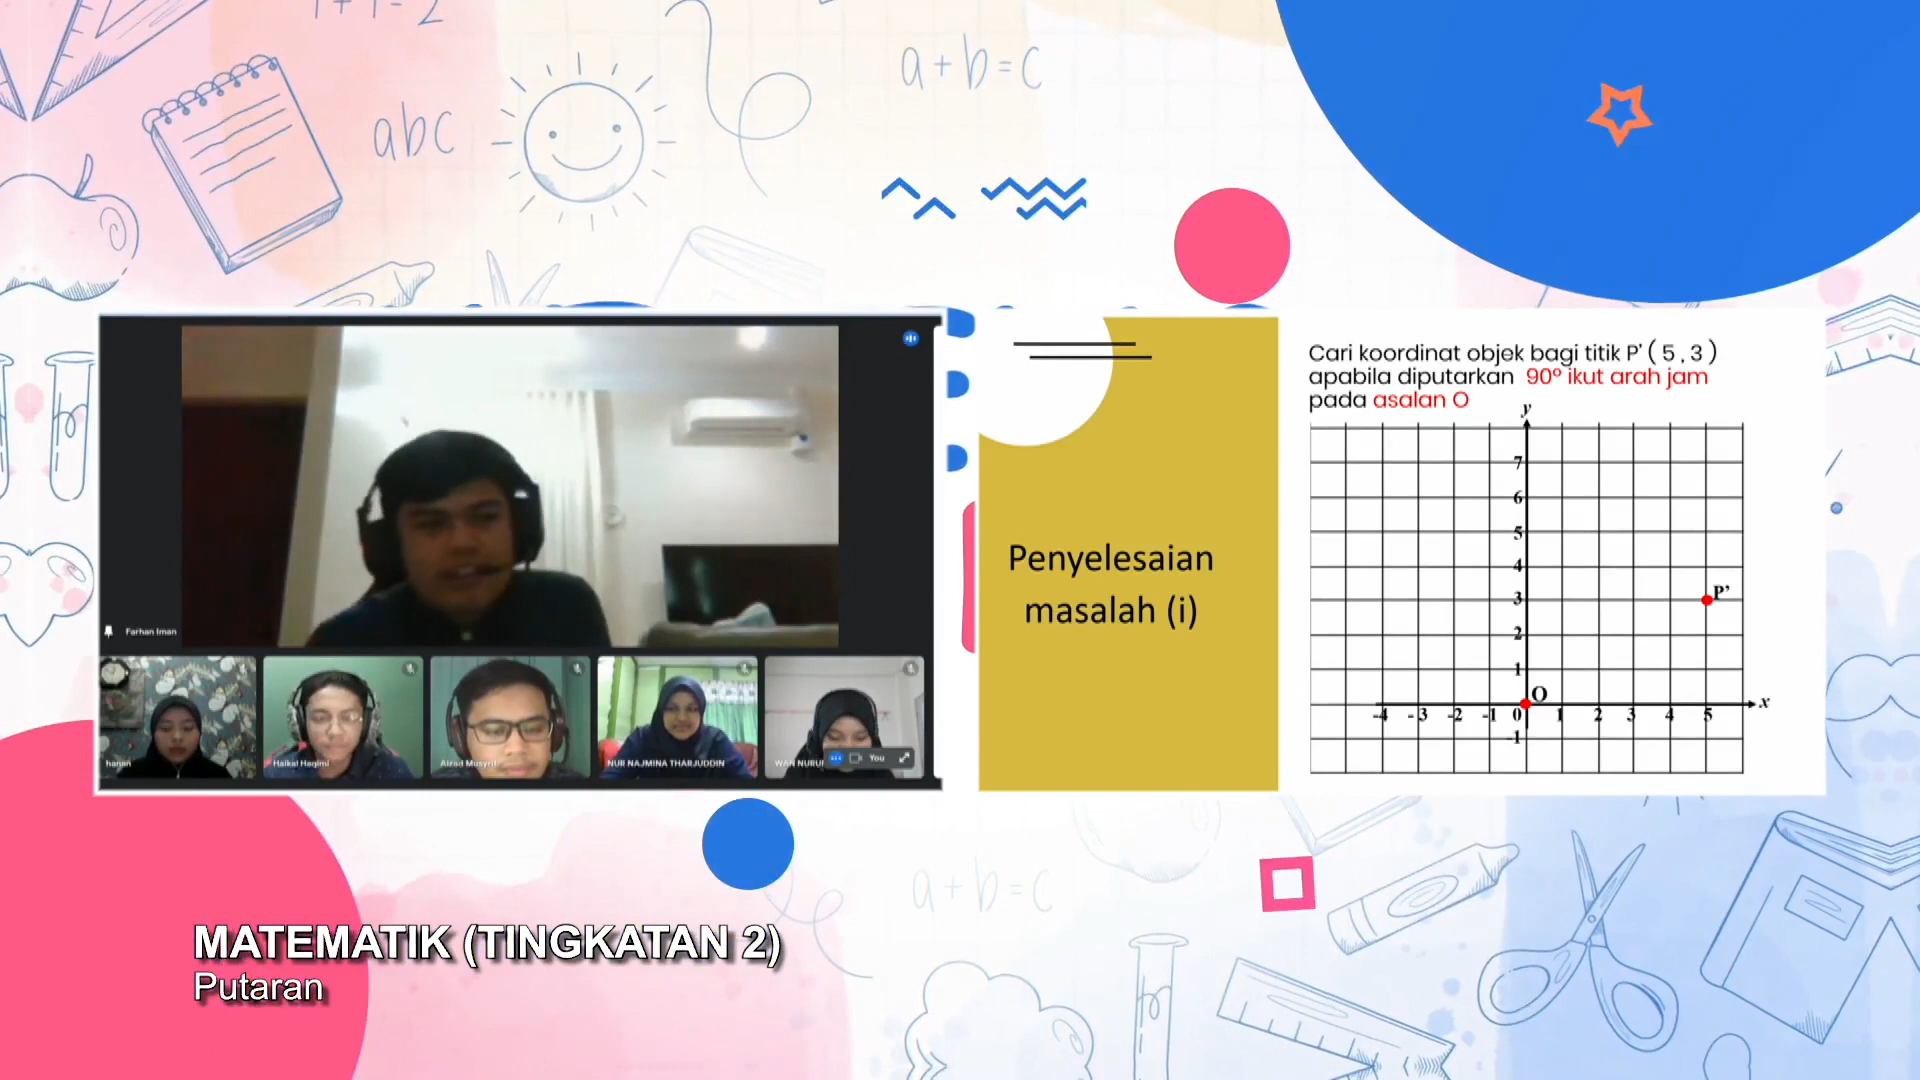 1 + 1 = 2
a + b = c
abc
Cari koordinat objek bagi titik P' ( 5 , 3 )
apabila diputarkan 90º ikut arah jam
pada asalan O
y
7
6
5
4
3
P'
2
1
O
x
-4 -3 -2 -1 0 1 2 3 4 5
-1
Penyelesaian
masalah (i)
Farhan Iman
hanan
Haikal Haqimi
NUR NAJMINA THARJUDDIN
You
a + b = c
MATEMATIK (TINGKATAN 2)
Putaran